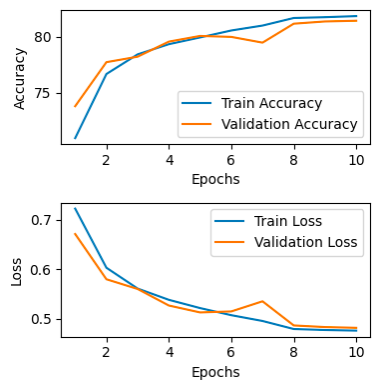 80
75
Accuracy
Train Accuracy
Validation Accuracy
2 4 6 8 10
Epochs
0.7
0.6
0.5
Loss
Train Loss
Validation Loss
2 4 6 8 10
Epochs